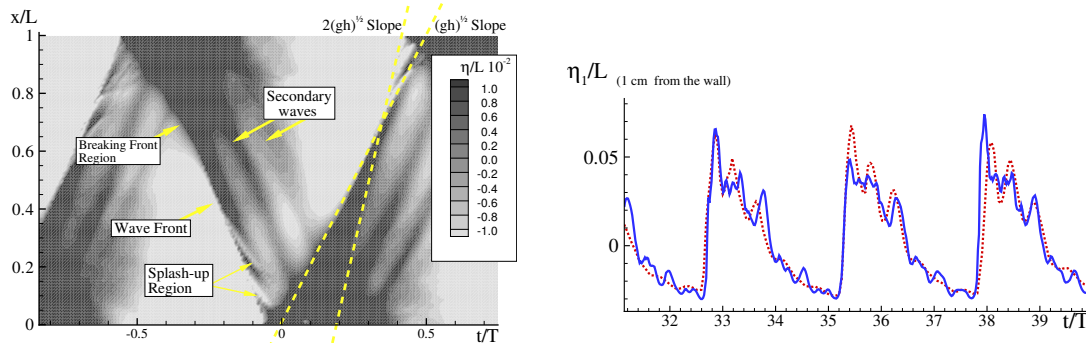 x/L
2(gh)^½ Slope
(gh)^½ Slope
1
0.8
0.6
0.4
0.2
0
-0.5
0
0.5
t/T
η/L 10⁻²
1.0
0.8
0.6
0.4
0.2
0.0
-0.2
-0.4
-0.6
-0.8
-1.0
Secondary
waves
Breaking Front
Region
Wave Front
Splash-up
Region
η₁/L (1 cm from the wall)
0.05
0
32
33
34
35
36
37
38
39
t/T